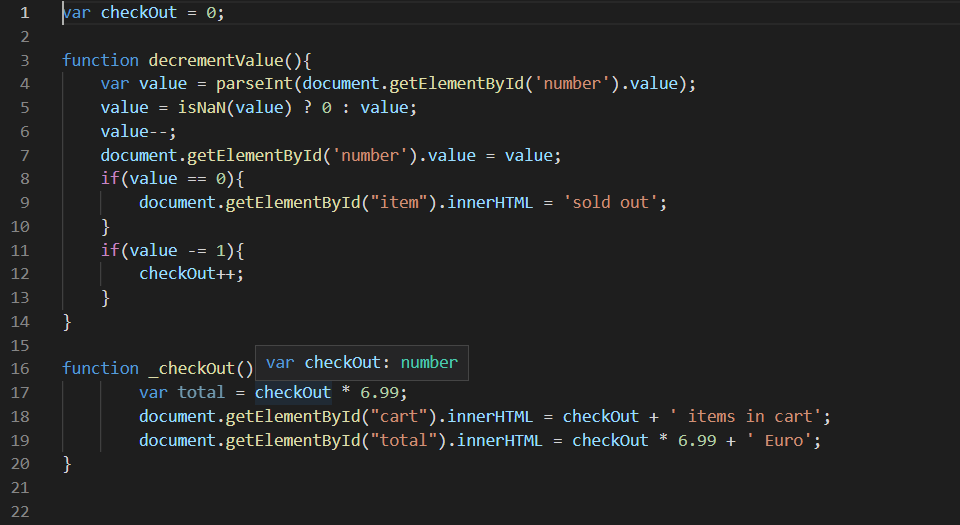 1 var checkOut = 0;
2
3 function decrementValue(){
4 var value = parseInt(document.getElementById('number').value);
5 value = isNaN(value) ? 0 : value;
6 value--;
7 document.getElementById('number').value = value;
8 if(value == 0){
9 document.getElementById("item").innerHTML = 'sold out';
10 }
11 if(value -= 1){
12 checkOut++;
13 }
14 }
15
var checkOut: number
16 function _checkOut()
17 var total = checkOut * 6.99;
18 document.getElementById("cart").innerHTML = checkOut + ' items in cart';
19 document.getElementById("total").innerHTML = checkOut * 6.99 + ' Euro';
20 }
21
22